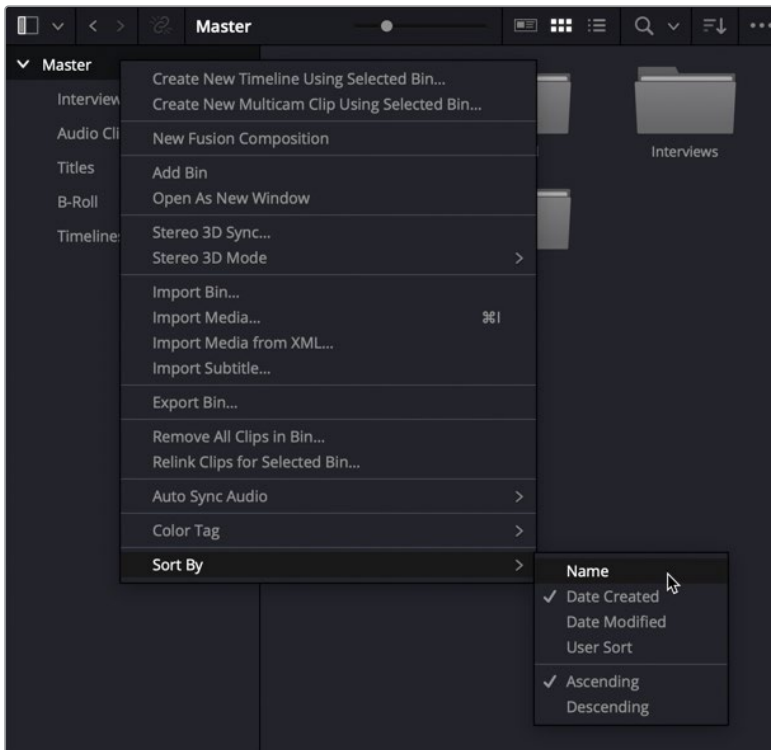 Master
Master
Interview
Audio Cli
Titles
B-Roll
Timeline
Create New Timeline Using Selected Bin...
Create New Multicam Clip Using Selected Bin...
New Fusion Composition
Add Bin
Open As New Window
Stereo 3D Sync...
Stereo 3D Mode
Import Bin...
Import Media... ⌘I
Import Media from XML...
Import Subtitle...
Export Bin...
Remove All Clips in Bin...
Relink Clips for Selected Bin...
Auto Sync Audio
Color Tag
Sort By
Name
Date Created
Date Modified
User Sort
Ascending
Descending
Interviews